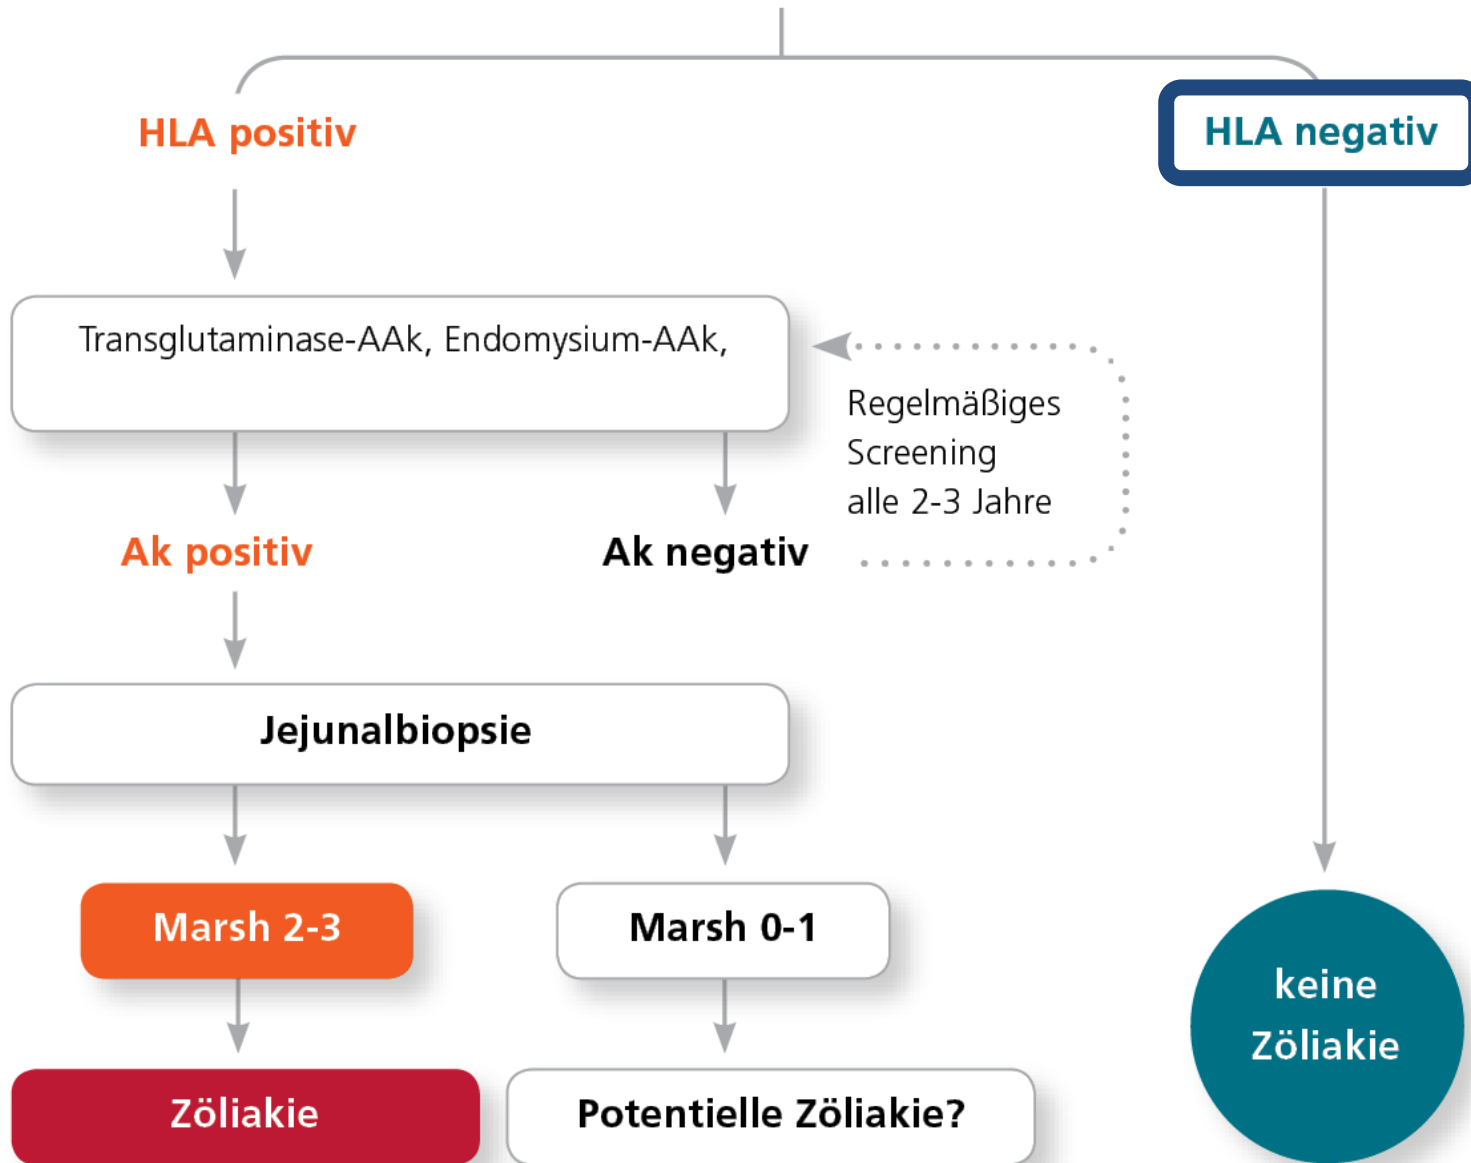 HLA positiv
HLA negativ
Transglutaminase-AAk, Endomysium-AAk,
Regelmäßiges
Screening
alle 2-3 Jahre
Ak positiv
Ak negativ
Jejunalbiopsie
Marsh 2-3
Marsh 0-1
keine
Zöliakie
Zöliakie
Potentielle Zöliakie?